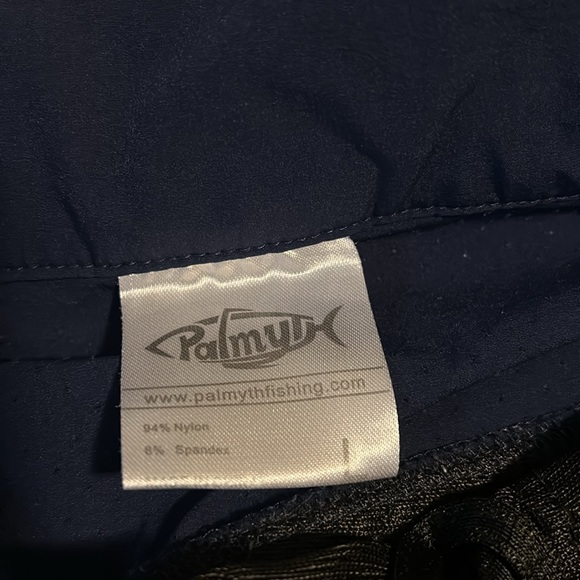 Palmyth
www.palmythfishing.com
94% Nylon
6% Spandex